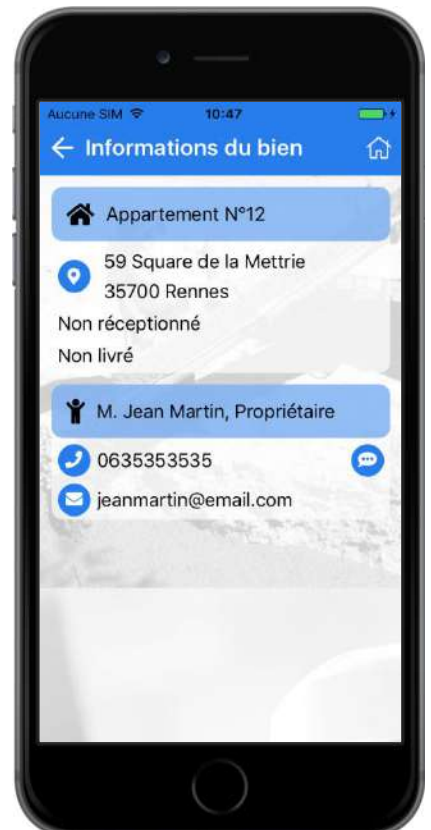 Aucune SIM 10:47
Informations du bien
Appartement N°12
59 Square de la Mettrie
35700 Rennes
Non réceptionné
Non livré
M. Jean Martin, Propriétaire
0635353535
jeanmartin@email.com